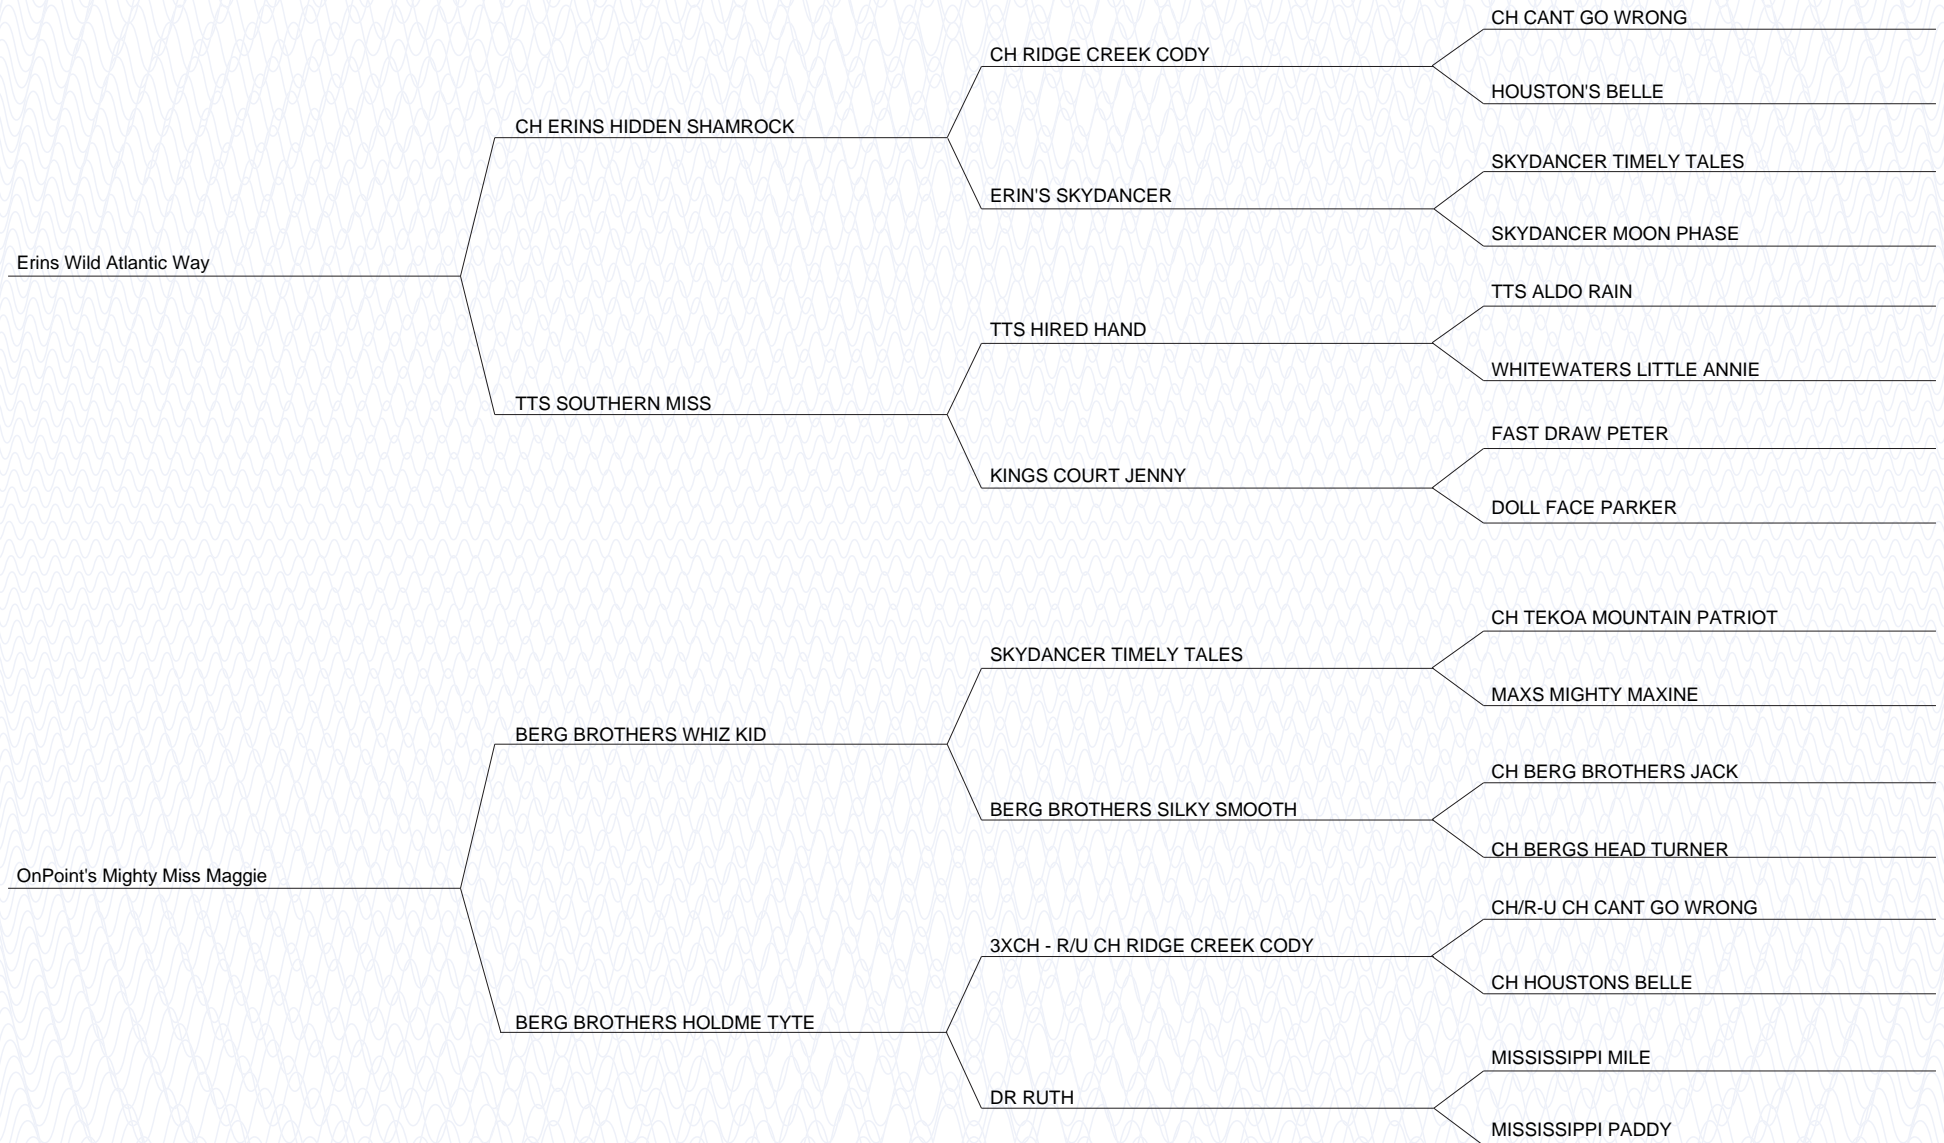 CH CANT GO WRONG
CH RIDGE CREEK CODY
HOUSTON'S BELLE
CH ERINS HIDDEN SHAMROCK
SKYDANCER TIMELY TALES
ERIN'S SKYDANCER
SKYDANCER MOON PHASE
Erins Wild Atlantic Way
TTS ALDO RAIN
TTS HIRED HAND
WHITEWATERS LITTLE ANNIE
TTS SOUTHERN MISS
FAST DRAW PETER
KINGS COURT JENNY
DOLL FACE PARKER
CH TEKOA MOUNTAIN PATRIOT
SKYDANCER TIMELY TALES
MAXS MIGHTY MAXINE
BERG BROTHERS WHIZ KID
CH BERG BROTHERS JACK
BERG BROTHERS SILKY SMOOTH
CH BERGS HEAD TURNER
OnPoint's Mighty Miss Maggie
CH/R-U CH CANT GO WRONG
3XCH - R/U CH RIDGE CREEK CODY
CH HOUSTONS BELLE
BERG BROTHERS HOLDME TYTE
MISSISSIPPI MILE
DR RUTH
MISSISSIPPI PADDY